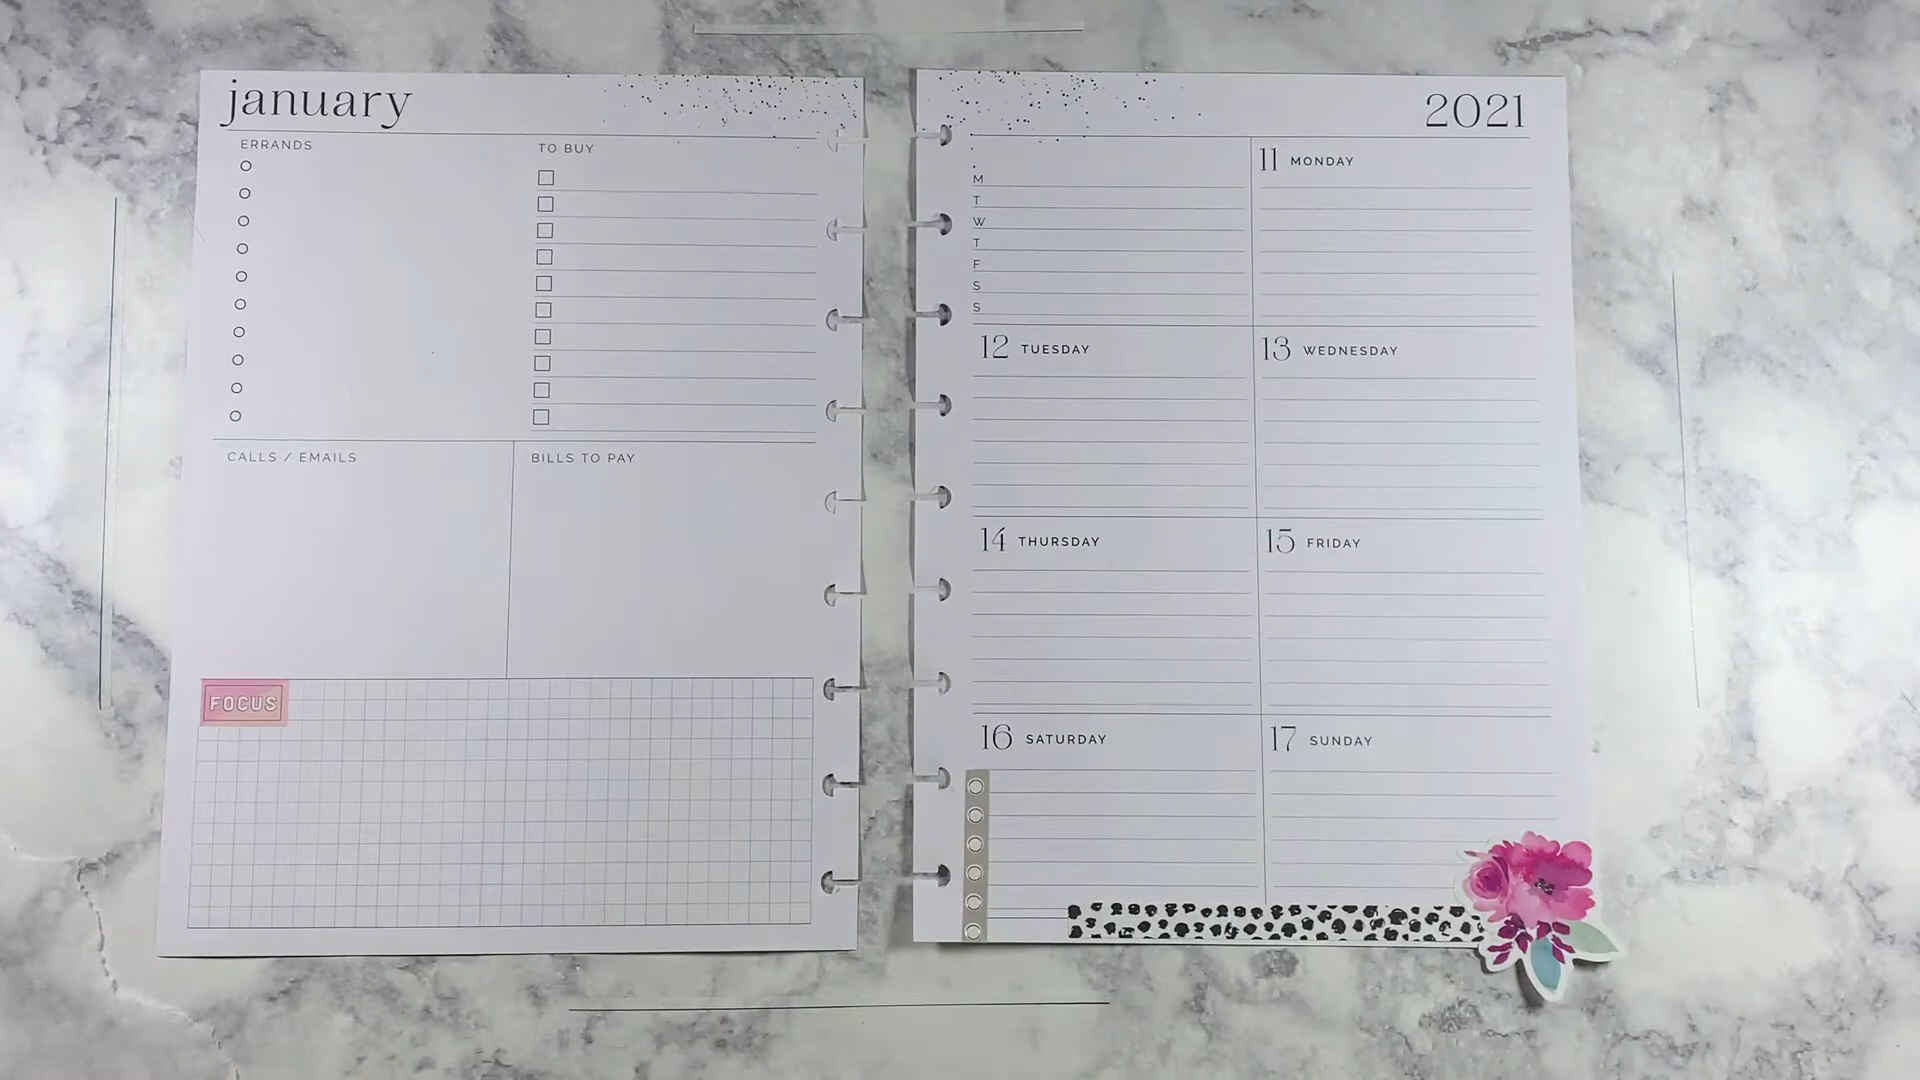 january
ERRANDS
TO BUY
CALLS / EMAILS
BILLS TO PAY
FOCUS
2021
M
T
W
T
F
S
S
11 MONDAY
12 TUESDAY
13 WEDNESDAY
14 THURSDAY
15 FRIDAY
16 SATURDAY
17 SUNDAY